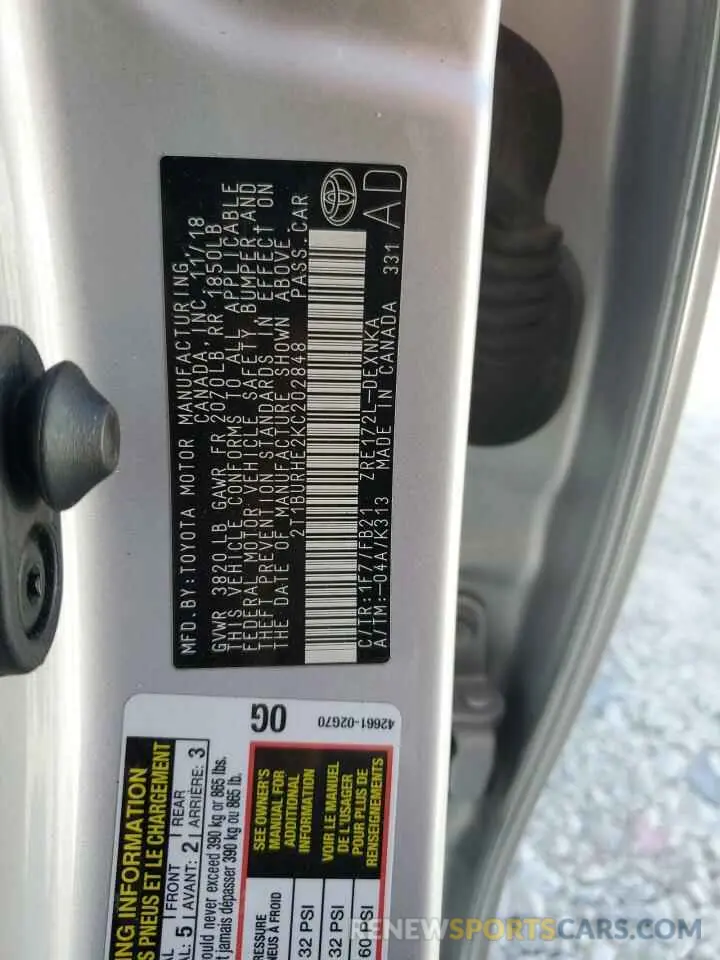 MFD.BY:TOYOTA MOTOR MANUFACTURING
CANADA,INC. 11/18
GVWR 3820LB GAWR FR 2070LB,RR 1850LB
THIS VEHICLE CONFORMS TO ALL APPLICABLE
FEDERAL MOTOR VEHICLE SAFETY, BUMPER,AND
THEFT PREVENTION STANDARDS IN EFFECT ON
THE DATE OF MANUFACTURE SHOWN ABOVE.
2T1BURHE2KC202848 PASS.CAR
C/TR:1F7/FB21 ZRE172L-DEXNKA
A/TM:-04A/K313 MADE IN CANADA 331
AD
0G
42661-02G70
ING INFORMATION
S PNEUS ET LE CHARGEMENT
AL FRONT REAR
AL: 5 AVANT: 2 ARRIÈRE: 3
ould never exceed 390 kg or 865 lbs.
t jamais dépasser 390 kg ou 865 lb.
PRESSURE
NEUS À FROID
32 PSI
32 PSI
60 PSI
SEE OWNER'S
MANUAL FOR
ADDITIONAL
INFORMATION
VOIR LE MANUEL
DE L'USAGER
POUR PLUS DE
RENSEIGNEMENTS
RENEWSPORTSCARS.COM